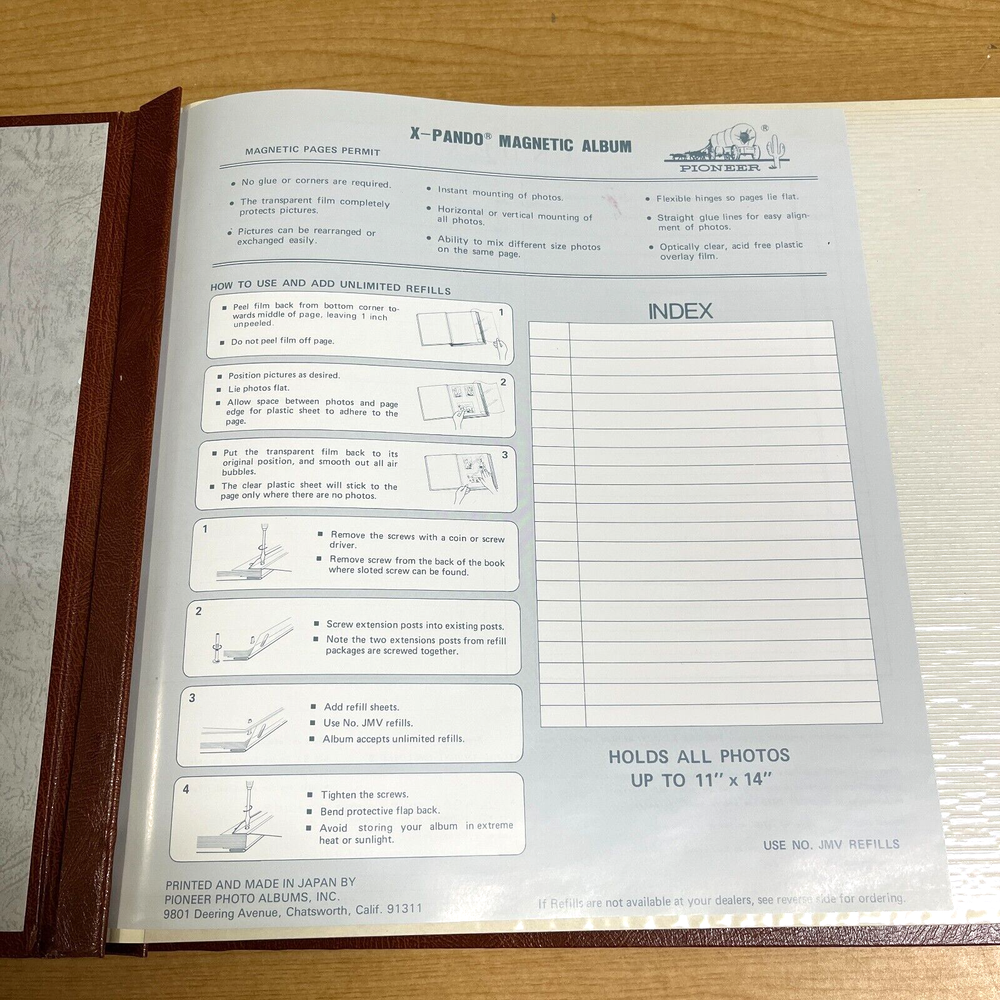 X-PANDO® MAGNETIC ALBUM
®
PIONEER
MAGNETIC PAGES PERMIT
• No glue or corners are required.
• The transparent film completely
protects pictures.
• Pictures can be rearranged or
exchanged easily.
• Instant mounting of photos.
• Horizontal or vertical mounting of
all photos.
• Ability to mix different size photos
on the same page.
• Flexible hinges so pages lie flat.
• Straight glue lines for easy align-
ment of photos.
• Optically clear, acid free plastic
overlay film.
HOW TO USE AND ADD UNLIMITED REFILLS
1
■ Peel film back from bottom corner to-
wards middle of page, leaving 1 inch
unpeeled.
■ Do not peel film off page.
2
■ Position pictures as desired.
■ Lie photos flat.
■ Allow space between photos and page
edge for plastic sheet to adhere to the
page.
3
■ Put the transparent film back to its
original position, and smooth out all air
bubbles.
■ The clear plastic sheet will stick to the
page only where there are no photos.
1
■ Remove the screws with a coin or screw
driver.
■ Remove screw from the back of the book
where sloted screw can be found.
2
■ Screw extension posts into existing posts.
■ Note the two extensions posts from refill
packages are screwed together.
3
■ Add refill sheets.
■ Use No. JMV refills.
■ Album accepts unlimited refills.
4
■ Tighten the screws.
■ Bend protective flap back.
■ Avoid storing your album in extreme
heat or sunlight.
INDEX
HOLDS ALL PHOTOS
UP TO 11" x 14"
USE NO. JMV REFILLS
PRINTED AND MADE IN JAPAN BY
PIONEER PHOTO ALBUMS, INC.
9801 Deering Avenue, Chatsworth, Calif. 91311
If Refills are not available at your dealers, see reverse side for ordering.